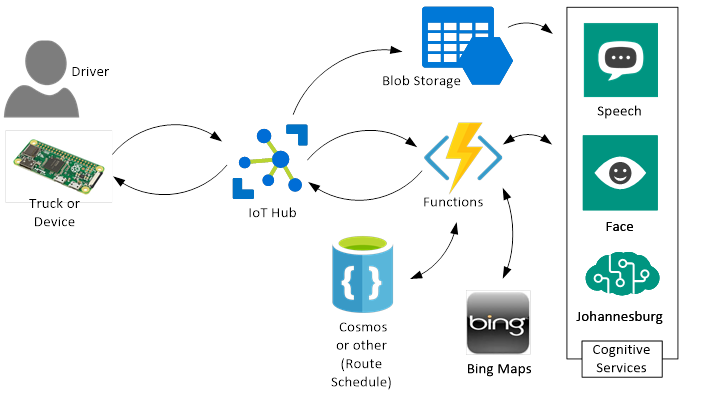 Driver
Truck or
Device
IoT Hub
Blob Storage
Functions
Cosmos
or other
(Route
Schedule)
bing
Bing Maps
Speech
Face
Johannesburg
Cognitive
Services